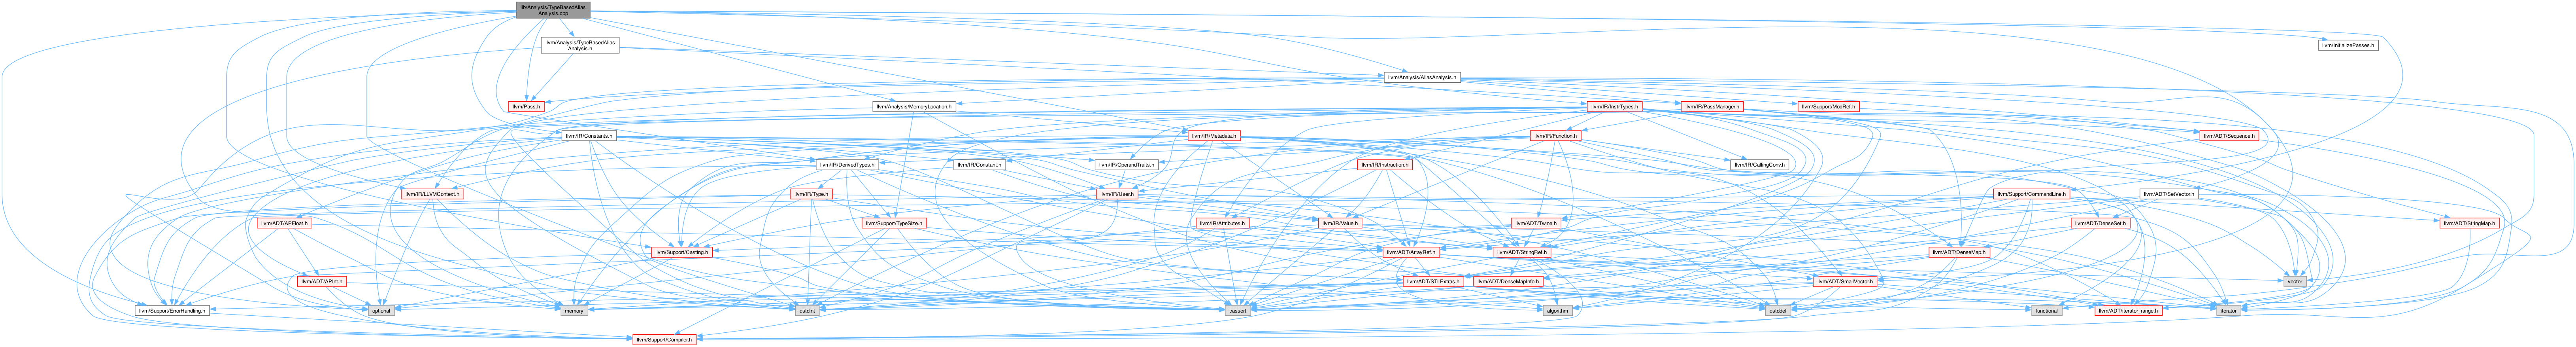 lib/Analysis/TypeBasedAlias
Analysis.cpp
llvm/Analysis/TypeBasedAlias
Analysis.h
llvm/InitializePasses.h
llvm/Analysis/AliasAnalysis.h
llvm/Pass.h
llvm/Analysis/MemoryLocation.h
llvm/IR/InstrTypes.h
llvm/IR/PassManager.h
llvm/Support/ModRef.h
llvm/IR/Constants.h
llvm/IR/Metadata.h
llvm/IR/Function.h
llvm/ADT/Sequence.h
llvm/IR/DerivedTypes.h
llvm/IR/Constant.h
llvm/IR/OperandTraits.h
llvm/IR/Instruction.h
llvm/IR/CallingConv.h
llvm/IR/LLVMContext.h
llvm/IR/Type.h
llvm/IR/User.h
llvm/Support/CommandLine.h
llvm/ADT/SetVector.h
llvm/ADT/APFloat.h
llvm/Support/TypeSize.h
llvm/IR/Attributes.h
llvm/IR/Value.h
llvm/ADT/Twine.h
llvm/ADT/DenseSet.h
llvm/ADT/StringMap.h
llvm/Support/Casting.h
llvm/ADT/ArrayRef.h
llvm/ADT/StringRef.h
llvm/ADT/DenseMap.h
llvm/ADT/APInt.h
llvm/ADT/STLExtras.h
llvm/ADT/DenseMapInfo.h
llvm/ADT/SmallVector.h
vector
llvm/Support/ErrorHandling.h
optional
memory
cstdint
cassert
algorithm
cstddef
functional
llvm/ADT/iterator_range.h
iterator
llvm/Support/Compiler.h